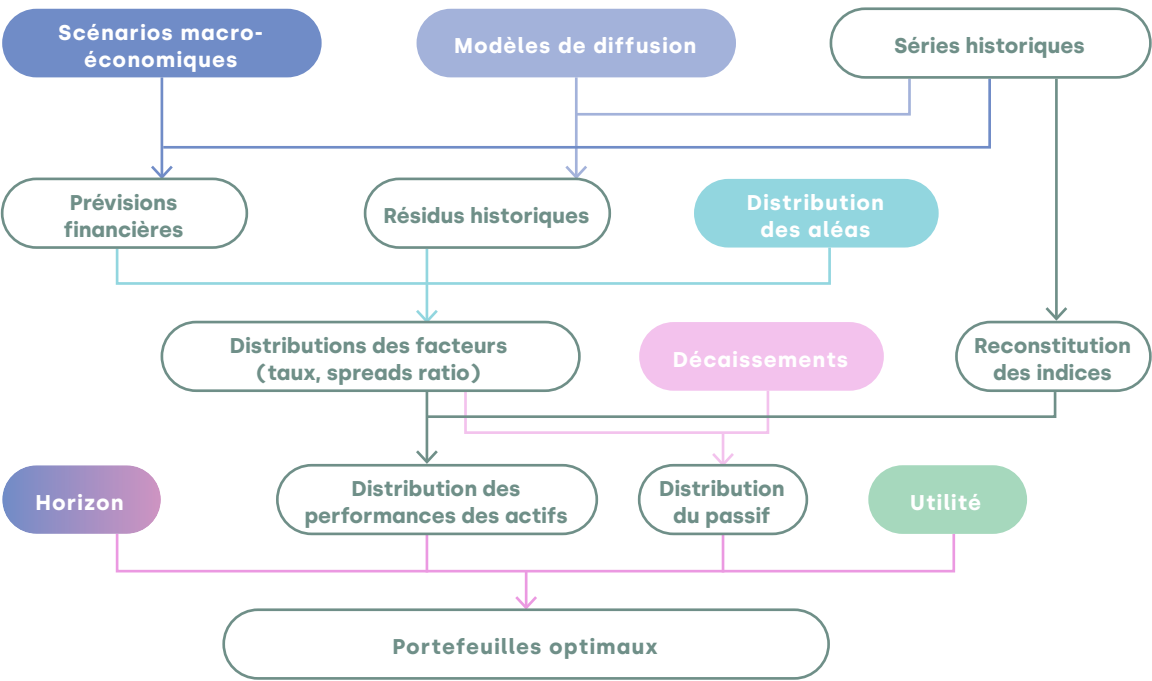 Scénarios macro-
économiques
Modèles de diffusion
Séries historiques
Prévisions
financières
Résidus historiques
Distribution
des aléas
Distributions des facteurs
(taux, spreads ratio)
Décaissements
Reconstitution
des indices
Horizon
Distribution des
performances des actifs
Distribution
du passif
Utilité
Portefeuilles optimaux